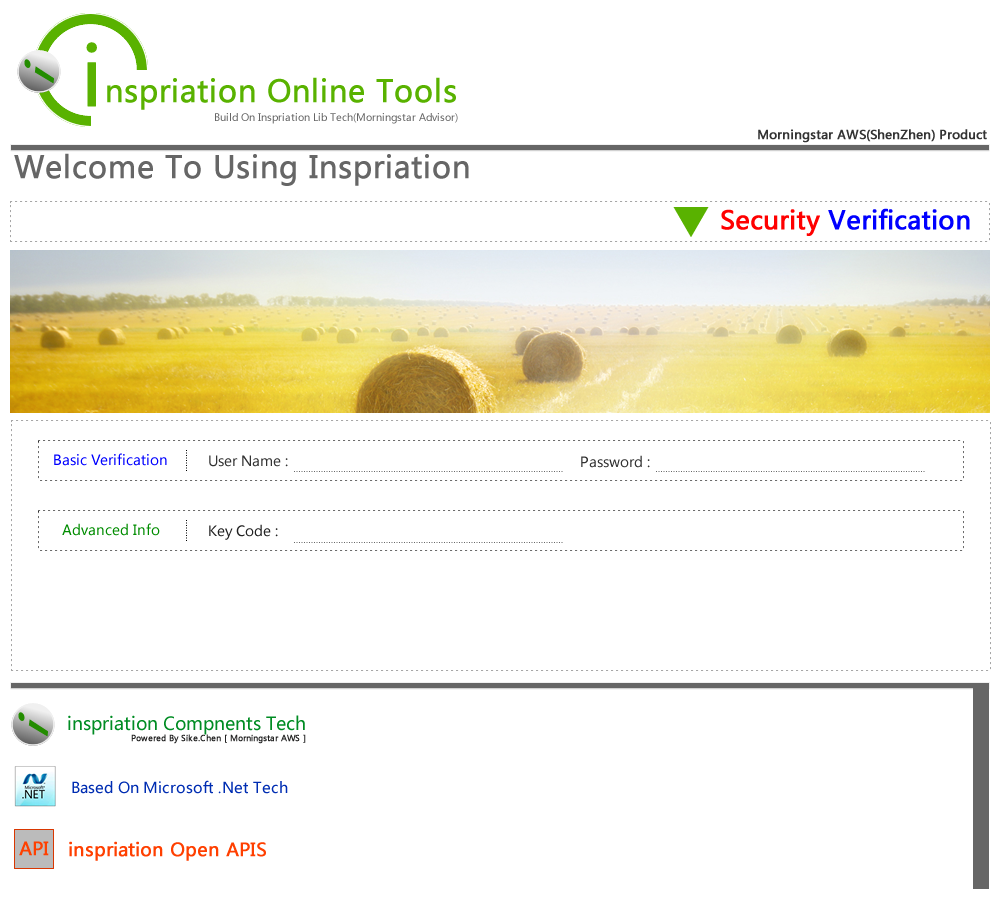 inspriation Online Tools
Build On Inspriation Lib Tech(Morningstar Advisor)
Morningstar AWS(ShenZhen) Product
Welcome To Using Inspriation
Security Verification
Basic Verification User Name : Password :
Advanced Info Key Code :
inspriation Compnents Tech
Powered By Sike.Chen [ Morningstar AWS ]
Microsoft
.NET
Based On Microsoft .Net Tech
API inspriation Open APIS